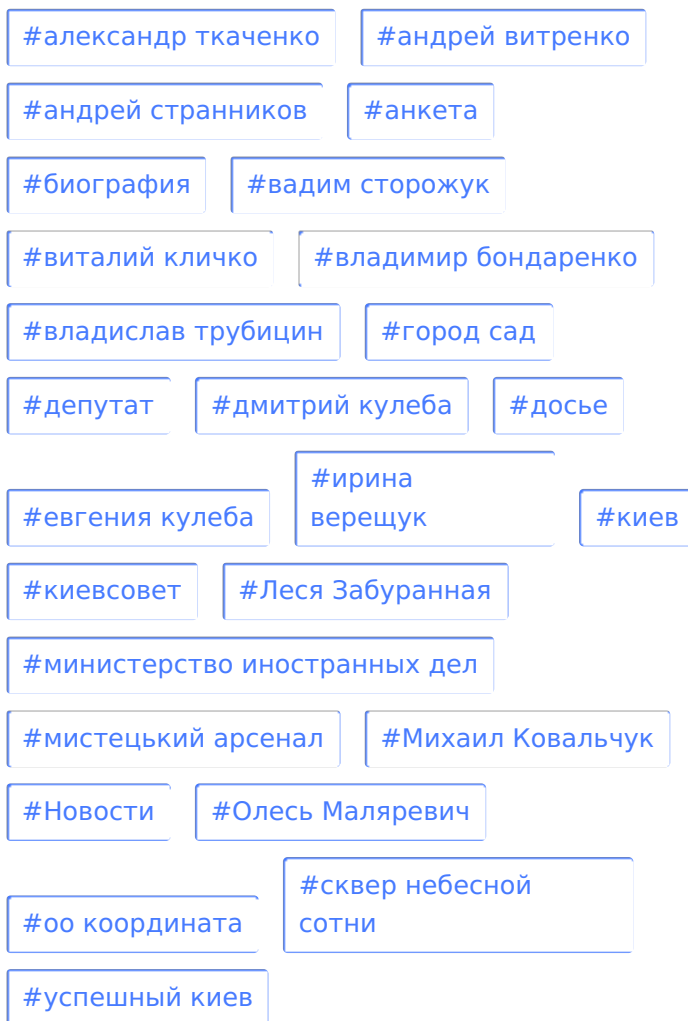 #александр ткаченко #андрей витренко
#андрей странников #анкета
#биография #вадим сторожук
#виталий кличко #владимир бондаренко
#владислав трубицин #город сад
#депутат #дмитрий кулеба #досье
#ирина
#евгения кулеба верещук #киев
#киевсовет #Леся Забуранная
#министерство иностранных дел
#мистецький арсенал #Михаил Ковальчук
#Новости #Олесь Маляревич
#сквер небесной
#оо координата сотни
#успешный киев